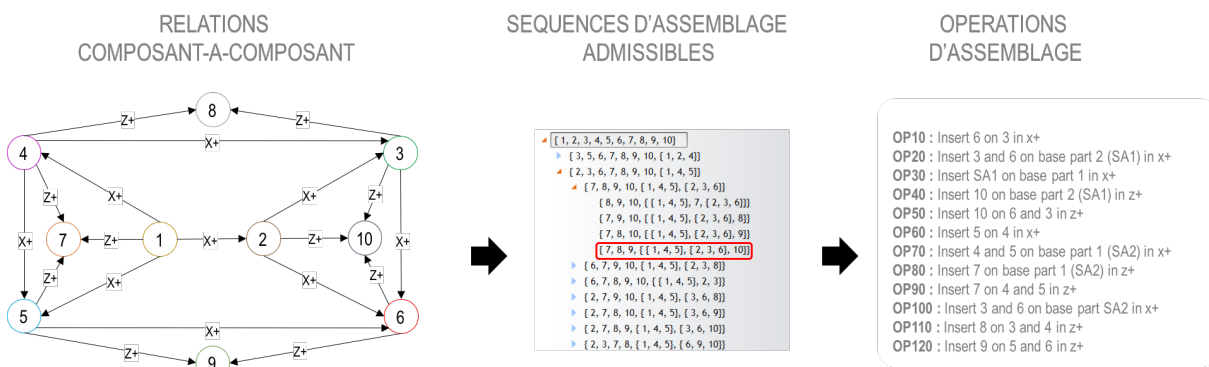 RELATIONS
COMPOSANT-A-COMPOSANT
8
Z+
Z+
X+
4
3
Z+
X+
X+
Z+
X+
7
Z+
1
X+
2
Z+
10
X+
Z+
X+
X+
Z+
5
6
X+
Z+
Z+
9
SEQUENCES D'ASSEMBLAGE
ADMISSIBLES
{ 1, 2, 3, 4, 5, 6, 7, 8, 9, 10}
{ 3, 5, 6, 7, 8, 9, 10, { 1, 2, 4}}
{ 2, 3, 6, 7, 8, 9, 10, { 1, 4, 5}}
{ 7, 8, 9, 10, { 1, 4, 5}, { 2, 3, 6}}
{ 8, 9, 10, { { 1, 4, 5}, 7, { 2, 3, 6}}}
{ 7, 9, 10, { { 1, 4, 5}, { 2, 3, 6}, 8}}
{ 7, 8, 10, { { 1, 4, 5}, { 2, 3, 6}, 9}}
{ 7, 8, 9, { { 1, 4, 5}, { 2, 3, 6}, 10}}
{ 6, 7, 9, 10, { 1, 4, 5}, { 2, 3, 8}}
{ 6, 7, 8, 9, 10, { { 1, 4, 5}, 2, 3}}
{ 2, 7, 9, 10, { 1, 4, 5}, { 3, 6, 8}}
{ 2, 7, 8, 10, { 1, 4, 5}, { 3, 6, 9}}
{ 2, 7, 8, 9, { 1, 4, 5}, { 3, 6, 10}}
{ 2, 3, 7, 8, { 1, 4, 5}, { 6, 9, 10}}
OPERATIONS
D'ASSEMBLAGE
OP10 : Insert 6 on 3 in x+
OP20 : Insert 3 and 6 on base part 2 (SA1) in x+
OP30 : Insert SA1 on base part 1 in x+
OP40 : Insert 10 on base part 2 (SA1) in z+
OP50 : Insert 10 on 6 and 3 in z+
OP60 : Insert 5 on 4 in x+
OP70 : Insert 4 and 5 on base part 1 (SA2) in x+
OP80 : Insert 7 on base part 1 (SA2) in z+
OP90 : Insert 7 on 4 and 5 in z+
OP100 : Insert 3 and 6 on base part SA2 in x+
OP110 : Insert 8 on 3 and 4 in z+
OP120 : Insert 9 on 5 and 6 in z+